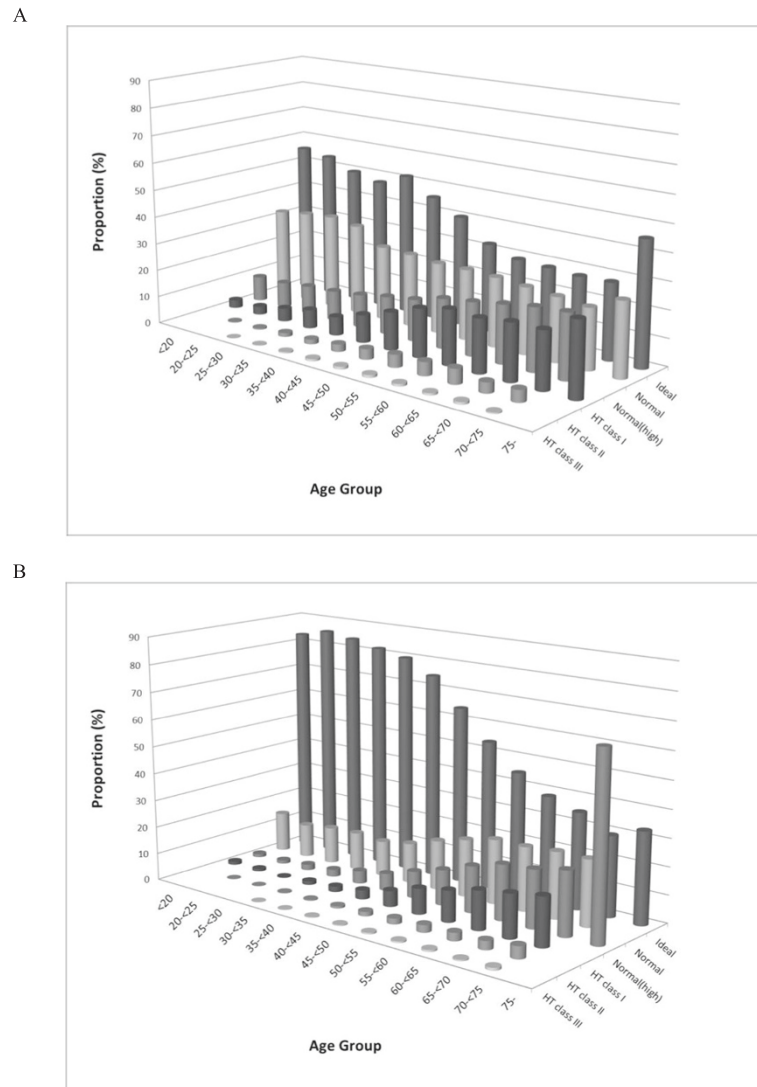 A
90
80
70
60
50
40
30
20
10
0
Proportion (%)
<20
20-<25
25-<30
30-<35
35-<40
40-<45
45-<50
50-<55
55-<60
60-<65
65-<70
70-<75
75-
Age Group
HT class III
HT class II
HT class I
Normal(high)
Normal
Ideal
B
90
80
70
60
50
40
30
20
10
0
Proportion (%)
<20
20-<25
25-<30
30-<35
35-<40
40-<45
45-<50
50-<55
55-<60
60-<65
65-<70
70-<75
75-
Age Group
HT class III
HT class II
HT class I
Normal(high)
Normal
Ideal